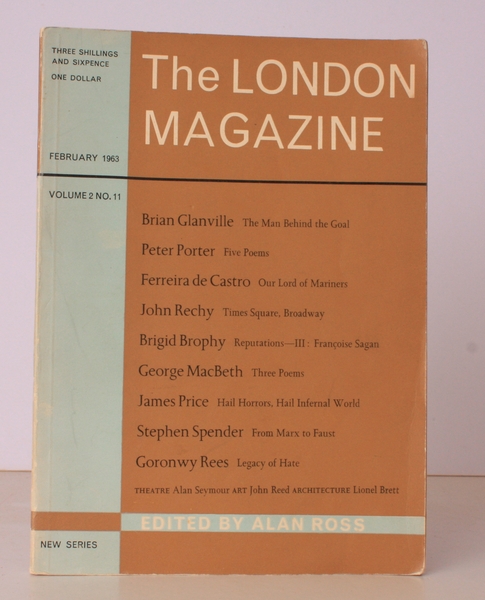 THREE SHILLINGS
AND SIXPENCE
ONE DOLLAR
The LONDON
MAGAZINE
FEBRUARY 1963
VOLUME 2 NO. 11
Brian Glanville The Man Behind the Goal
Peter Porter Five Poems
Ferreira de Castro Our Lord of Mariners
John Rechy Times Square, Broadway
Brigid Brophy Reputations—III : Françoise Sagan
George MacBeth Three Poems
James Price Hail Horrors, Hail Infernal World
Stephen Spender From Marx to Faust
Goronwy Rees Legacy of Hate
THEATRE Alan Seymour ART John Reed ARCHITECTURE Lionel Brett
EDITED BY ALAN ROSS
NEW SERIES